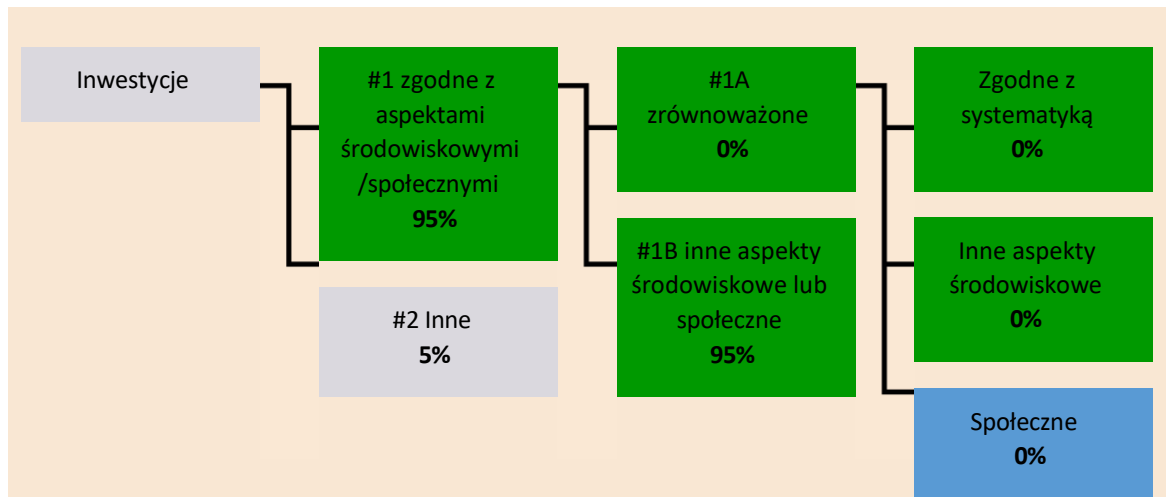 Inwestycje
#1 zgodne z
aspektami
środowiskowymi
/społecznymi
95%
#2 Inne
5%
#1A
zrównoważone
0%
#1B inne aspekty
środowiskowe lub
społeczne
95%
Zgodne z
systematyką
0%
Inne aspekty
środowiskowe
0%
Społeczne
0%